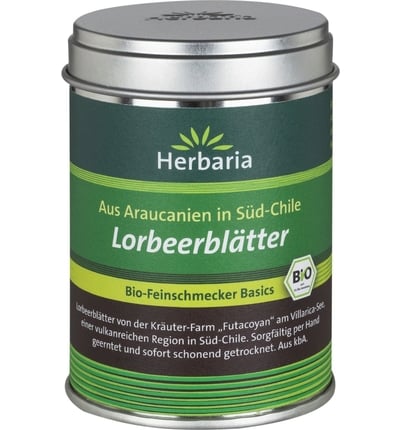 Herbaria
Aus Araucanien in Süd-Chile
Lorbeerblätter
BIO
Bio-Feinschmecker Basics
Lorbeerblätter von der Kräuter-Farm „Futacoyan“ am Villarica-See,
einer vulkanreichen Region in Süd-Chile. Sorgfältig per Hand
geerntet und sofort schonend getrocknet. Aus kbA.